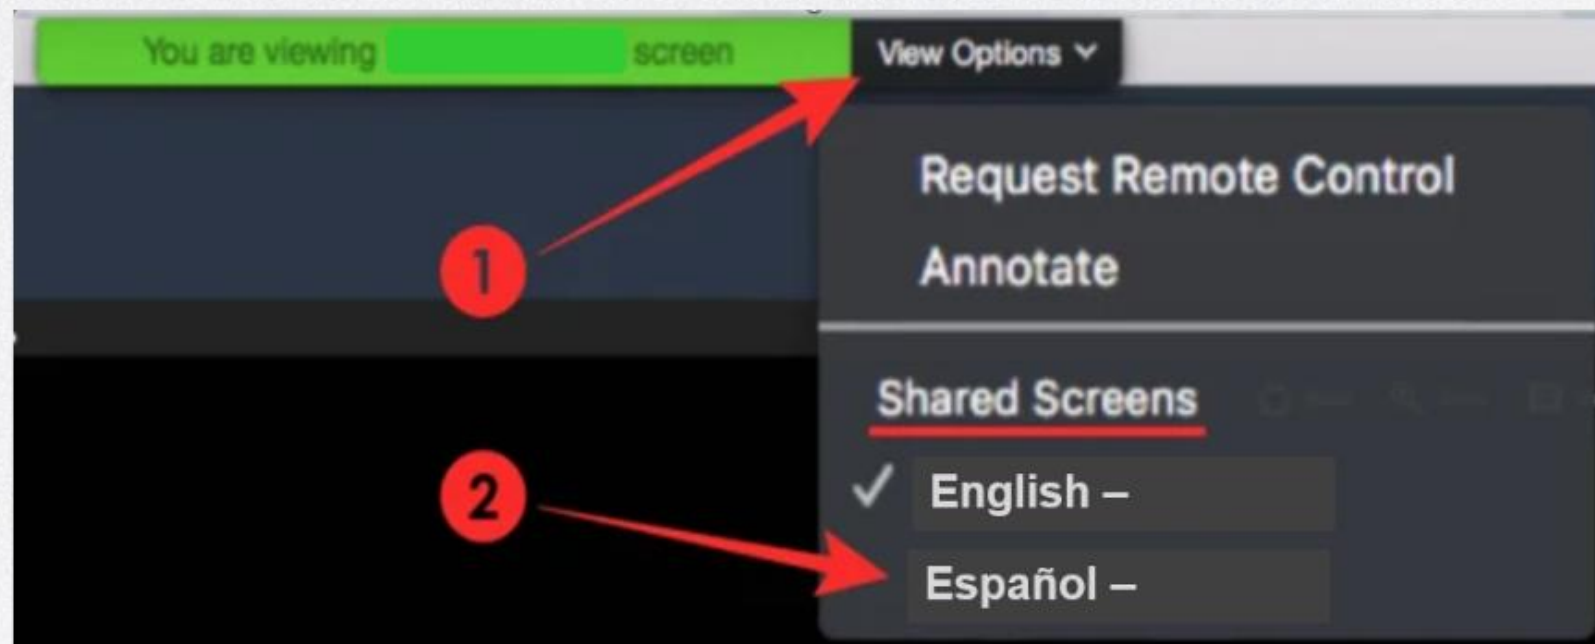 You are viewing screen
View Options
Request Remote Control
Annotate
1
Shared Screens
English –
2
Español –